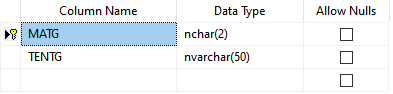 Column Name Data Type Allow Nulls
MATG nchar(2)
TENTG nvarchar(50)